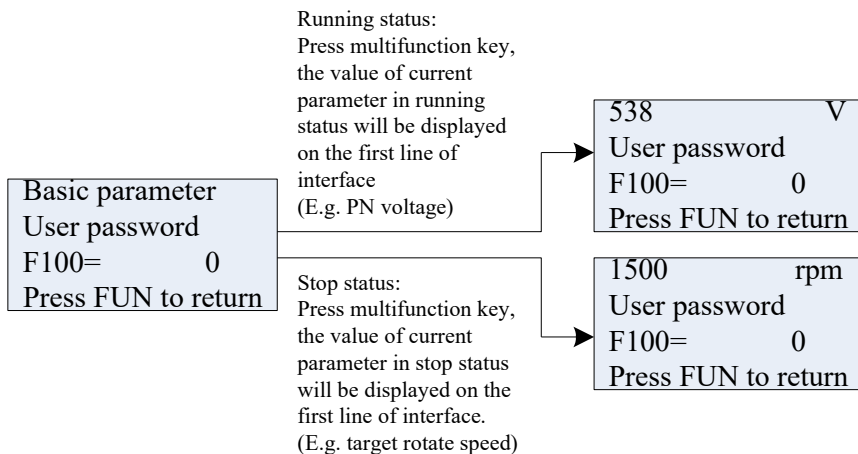 Running status:
Press multifunction key,
the value of current
parameter in running
status will be displayed
on the first line of
interface
(E.g. PN voltage)
Basic parameter
User password
F100= 0
Press FUN to return
538 V
User password
F100= 0
Press FUN to return
Stop status:
Press multifunction key,
the value of current
parameter in stop status
will be displayed on the
first line of interface.
(E.g. target rotate speed)
1500 rpm
User password
F100= 0
Press FUN to return